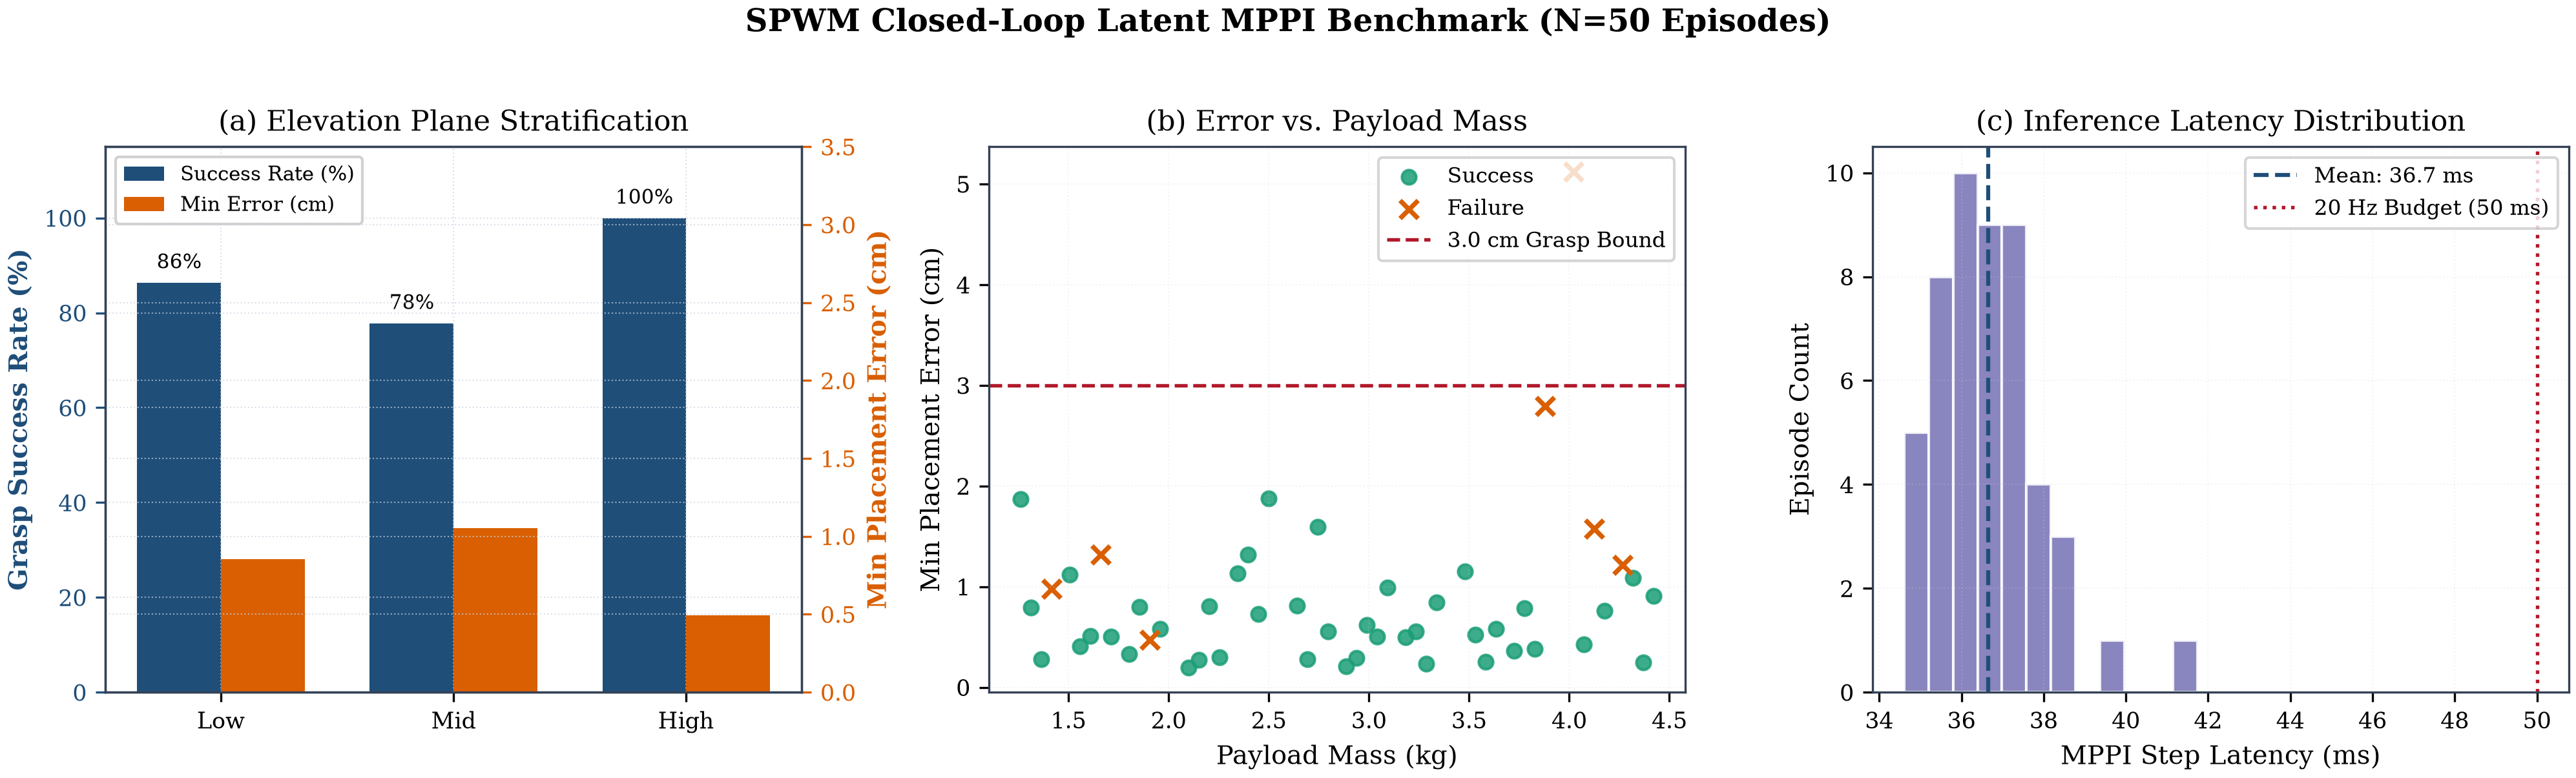 SPWM Closed-Loop Latent MPPI Benchmark (N=50 Episodes)
(a) Elevation Plane Stratification
Success Rate (%)
Min Error (cm)
86%
78%
100%
Grasp Success Rate (%)
100
80
60
40
20
0
Low
Mid
High
3.5
3.0
2.5
2.0
1.5
1.0
0.5
0.0
Min Placement Error (cm)
(b) Error vs. Payload Mass
Success
Failure
3.0 cm Grasp Bound
Min Placement Error (cm)
5
4
3
2
1
0
1.5
2.0
2.5
3.0
3.5
4.0
4.5
Payload Mass (kg)
(c) Inference Latency Distribution
Mean: 36.7 ms
20 Hz Budget (50 ms)
Episode Count
10
8
6
4
2
0
34
36
38
40
42
44
46
48
50
MPPI Step Latency (ms)